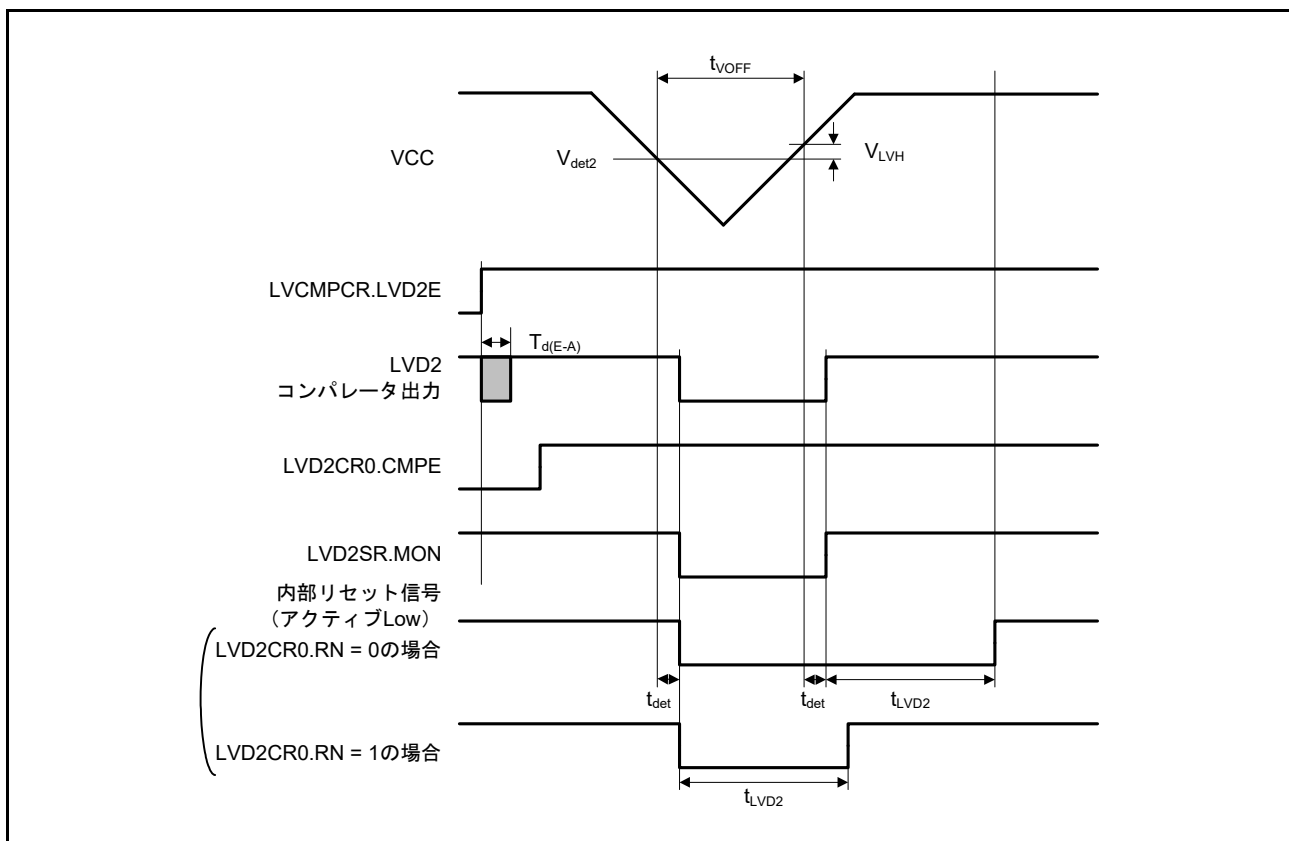 tVOFF
VCC
Vdet2
VLVH
LVCMPCR.LVD2E
Td(E-A)
LVD2
コンパレータ出力
LVD2CR0.CMPE
LVD2SR.MON
内部リセット信号
（アクティブLow）
LVD2CR0.RN = 0の場合
tdet
tdet
tLVD2
LVD2CR0.RN = 1の場合
tLVD2